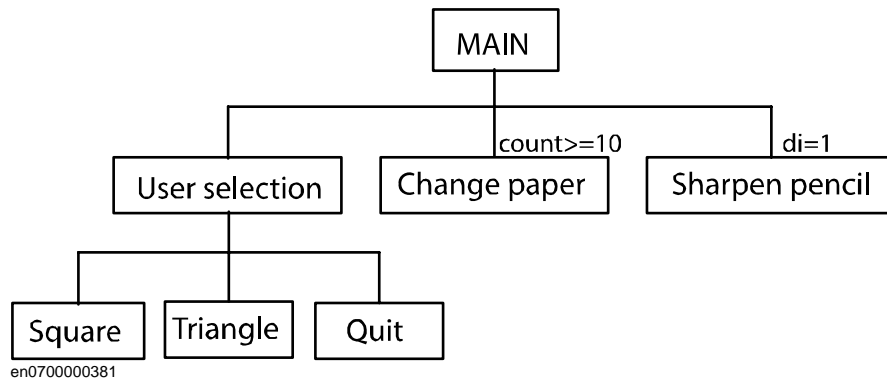 MAIN
count>=10
di=1
User selection
Change paper
Sharpen pencil
Square
Triangle
Quit
en0700000381